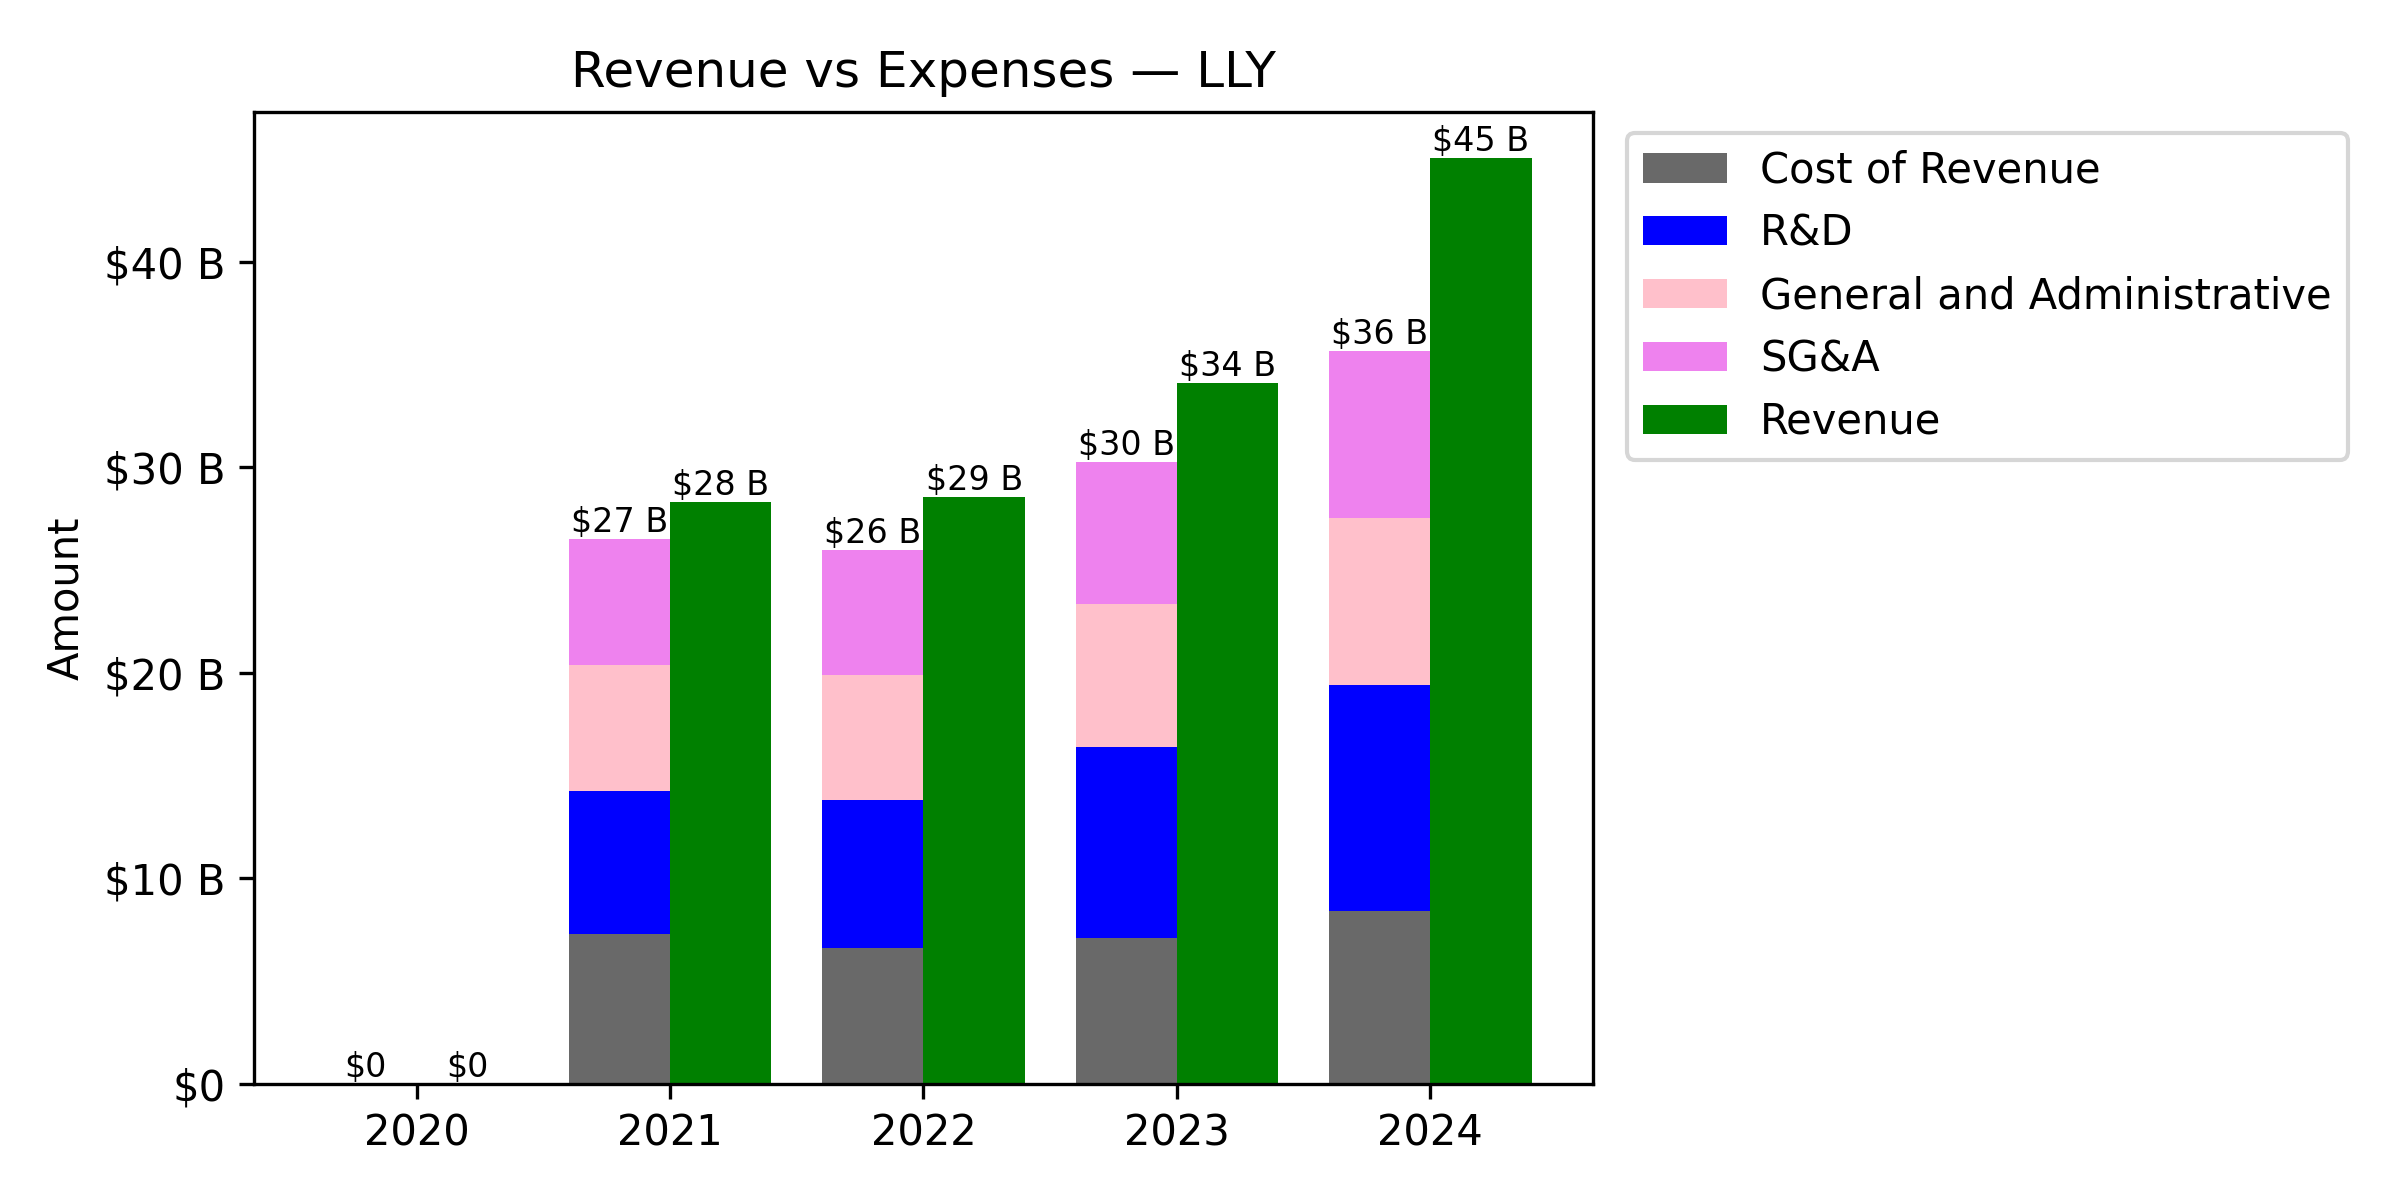 Revenue vs Expenses — LLY
Amount
$40 B
$30 B
$20 B
$10 B
$0
$0
$0
$27 B
$28 B
$26 B
$29 B
$30 B
$34 B
$36 B
$45 B
2020
2021
2022
2023
2024
Cost of Revenue
R&D
General and Administrative
SG&A
Revenue